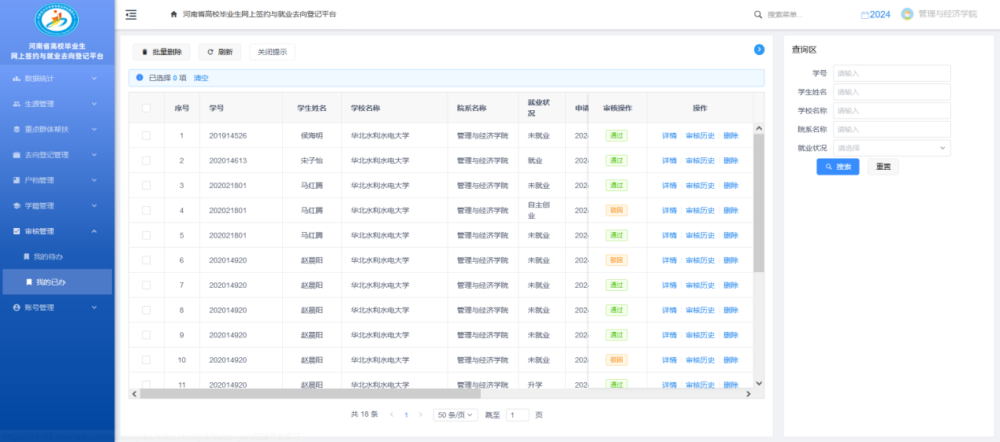 河南省高校毕业生
网上签约与就业去向登记平台
数据统计
生源管理
重点群体帮扶
去向登记管理
户档管理
学籍管理
审核管理
我的待办
我的已办
账号管理
河南省高校毕业生网上签约与就业去向登记平台
搜索菜单...
2024
管理与经济学院
批量删除 刷新 关闭提示
已选择 0 项 清空
序号 学号 学生姓名 学校名称 院系名称 就业状况 申请 审核操作 操作
1 201914526 侯海明 华北水利水电大学 管理与经济学院 未就业 202 通过 详情 审核历史 删除
2 202014613 宋子怡 华北水利水电大学 管理与经济学院 就业 202 通过 详情 审核历史 删除
3 202021801 马红腾 华北水利水电大学 管理与经济学院 未就业 202 通过 详情 审核历史 删除
4 202021801 马红腾 华北水利水电大学 管理与经济学院 自主创业 202 驳回 详情 审核历史 删除
5 202021801 马红腾 华北水利水电大学 管理与经济学院 未就业 202 通过 详情 审核历史 删除
6 202014920 赵晨阳 华北水利水电大学 管理与经济学院 未就业 202 驳回 详情 审核历史 删除
7 202014920 赵晨阳 华北水利水电大学 管理与经济学院 未就业 202 通过 详情 审核历史 删除
8 202014920 赵晨阳 华北水利水电大学 管理与经济学院 未就业 202 通过 详情 审核历史 删除
9 202014920 赵晨阳 华北水利水电大学 管理与经济学院 未就业 202 通过 详情 审核历史 删除
10 202014920 赵晨阳 华北水利水电大学 管理与经济学院 未就业 202 驳回 详情 审核历史 删除
11 202014920 赵晨阳 华北水利水电大学 管理与经济学院 升学 202 通过 详情 审核历史 删除
共 18 条 1 50 条/页 跳至 1 页
查询区
学号 请输入
学生姓名 请输入
学校名称 请输入
院系名称 请输入
就业状况 请选择
搜索 重置